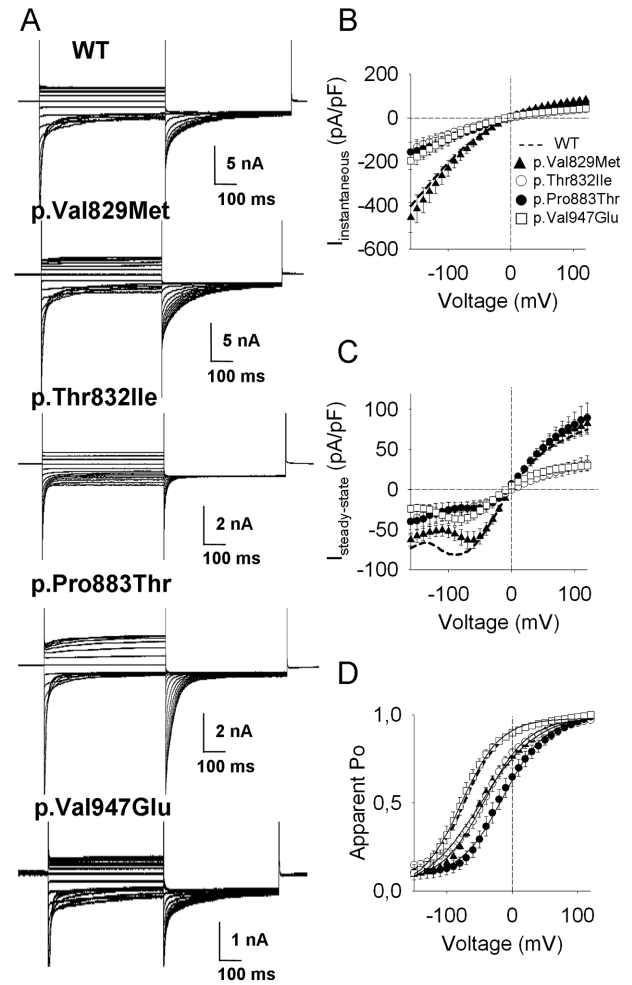 A
WT
5 nA
100 ms
p.Val829Met
5 nA
100 ms
p.Thr832Ile
2 nA
100 ms
p.Pro883Thr
2 nA
100 ms
p.Val947Glu
1 nA
100 ms
B
Iinstantaneous (pA/pF)
200
0
-200
-400
-600
WT
p.Val829Met
p.Thr832Ile
p.Pro883Thr
p.Val947Glu
-100 0 100
Voltage (mV)
C
Isteady-state (pA/pF)
100
50
0
-50
-100
-100 0 100
Voltage (mV)
D
Apparent Po
1,0
0,5
0,0
-100 0 100
Voltage (mV)